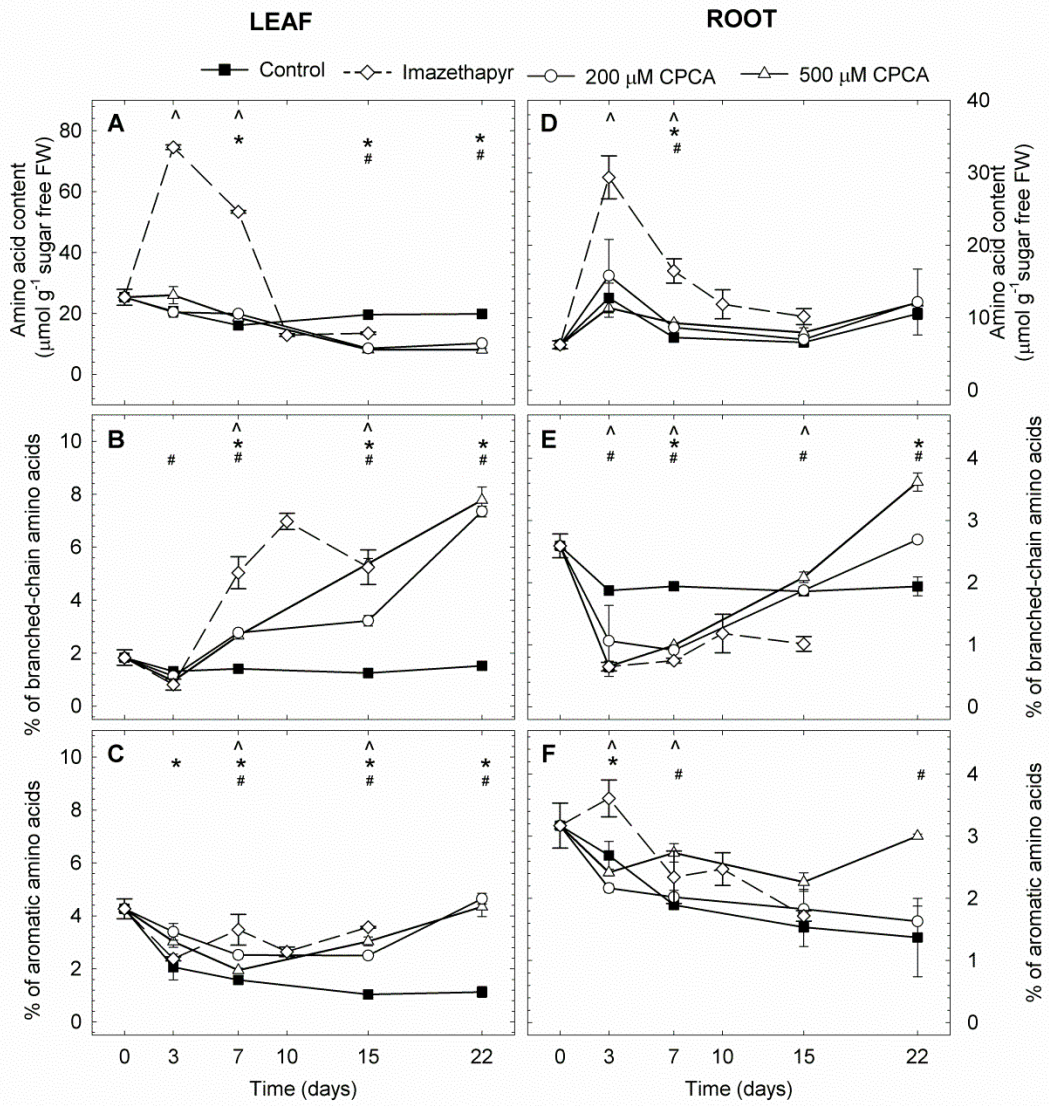 LEAF
ROOT
Control
Imazethapyr
200 μM CPCA
500 μM CPCA
A
^ ^
* * *
# #
80
60
40
20
0
Amino acid content
(μmol g⁻¹ sugar free FW)
D
^ ^
*
#
40
30
20
10
0
Amino acid content
(μmol g⁻¹ sugar free FW)
B
^ ^
* * *
# # # #
10
8
6
4
2
0
% of branched-chain amino acids
E
^ ^ ^
* *
# # # #
4
3
2
1
0
% of branched-chain amino acids
C
^ ^
* * * *
# # #
10
8
6
4
2
0
% of aromatic amino acids
F
^ ^
*
# #
4
3
2
1
0
% of aromatic amino acids
0 3 7 10 15 22
Time (days)
0 3 7 10 15 22
Time (days)